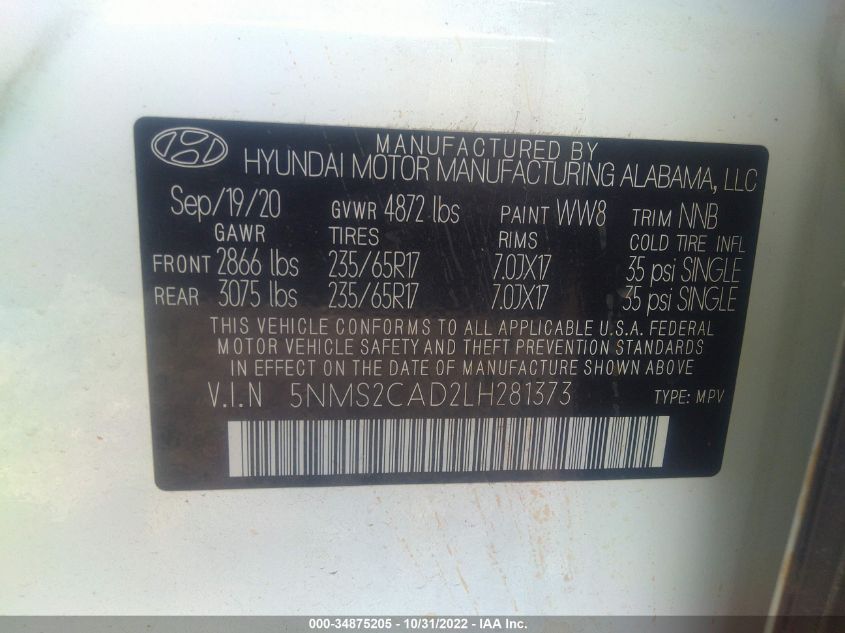 MANUFACTURED BY
HYUNDAI MOTOR MANUFACTURING ALABAMA, LLC
Sep/19/20 GVWR 4872 lbs PAINT WW8 TRIM NNB
GAWR TIRES RIMS COLD TIRE INFL
FRONT 2866 lbs 235/65R17 7.0JX17 35 psi SINGLE
REAR 3075 lbs 235/65R17 7.0JX17 35 psi SINGLE
THIS VEHICLE CONFORMS TO ALL APPLICABLE U.S.A. FEDERAL
MOTOR VEHICLE SAFETY AND THEFT PREVENTION STANDARDS
IN EFFECT ON THE DATE OF MANUFACTURE SHOWN ABOVE
V.I.N 5NMS2CAD2LH281373 TYPE: MPV
000-34875205 - 10/31/2022 - IAA Inc.